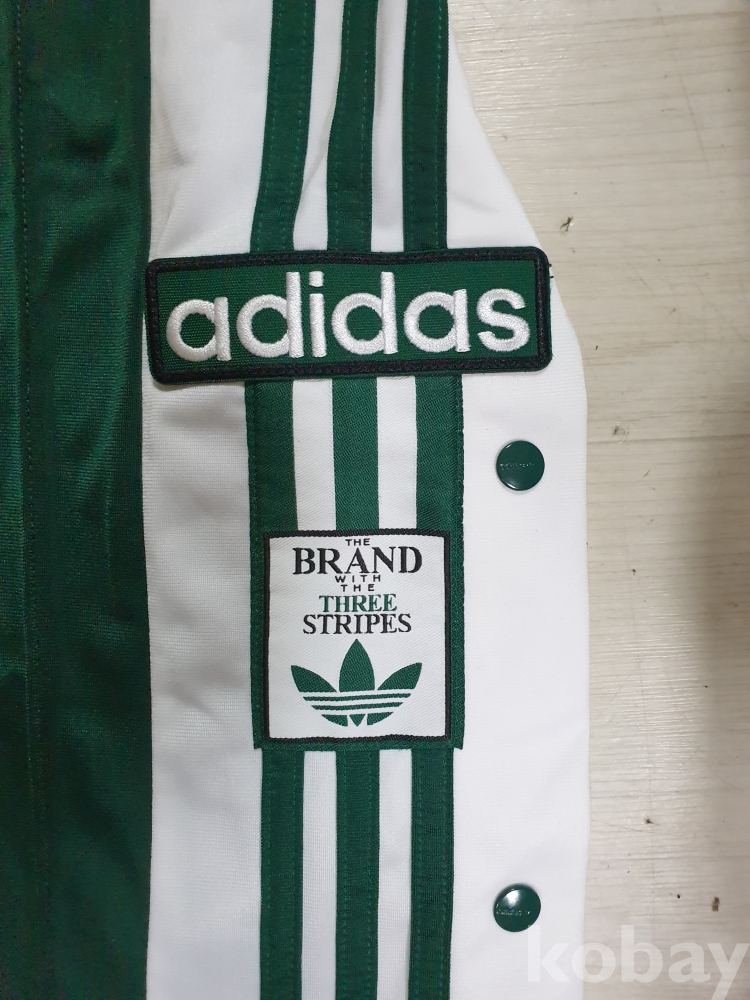 adidas
THE
BRAND
WITH
THE
THREE
STRIPES
kobay